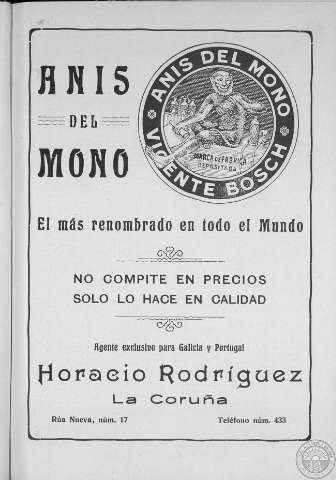 ANIS
DEL
MONO
ANIS DEL MONO
VICENTE BOSCH
MARCA DE FABRICA
DEPOSITADA
El más renombrado en todo el Mundo
NO COMPITE EN PRECIOS
SOLO LO HACE EN CALIDAD
Agente exclusivo para Galicia y Portugal
Horacio Rodríguez
La Coruña
Rúa Nueva, núm. 17 Teléfono núm. 433